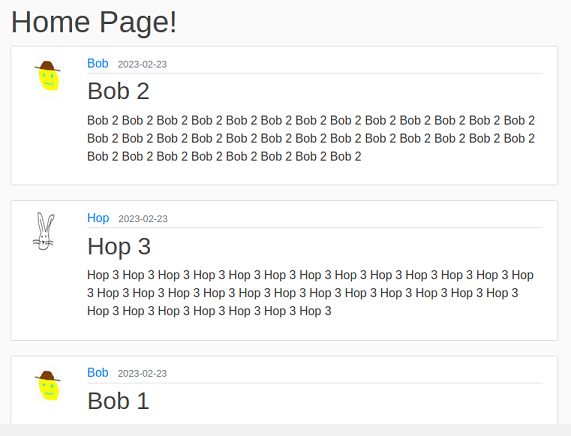 Home Page!
Bob 2023-02-23
Bob 2
Bob 2 Bob 2 Bob 2 Bob 2 Bob 2 Bob 2 Bob 2 Bob 2 Bob 2 Bob 2 Bob 2 Bob 2 Bob 2
Bob 2 Bob 2 Bob 2 Bob 2 Bob 2 Bob 2 Bob 2 Bob 2 Bob 2 Bob 2 Bob 2 Bob 2 Bob 2
Bob 2 Bob 2 Bob 2 Bob 2 Bob 2 Bob 2 Bob 2 Bob 2
Hop 2023-02-23
Hop 3
Hop 3 Hop 3 Hop 3 Hop 3 Hop 3 Hop 3 Hop 3 Hop 3 Hop 3 Hop 3 Hop 3 Hop 3 Hop
3 Hop 3 Hop 3 Hop 3 Hop 3 Hop 3 Hop 3 Hop 3 Hop 3 Hop 3 Hop 3 Hop 3 Hop 3
Hop 3 Hop 3 Hop 3 Hop 3 Hop 3 Hop 3 Hop 3
Bob 2023-02-23
Bob 1